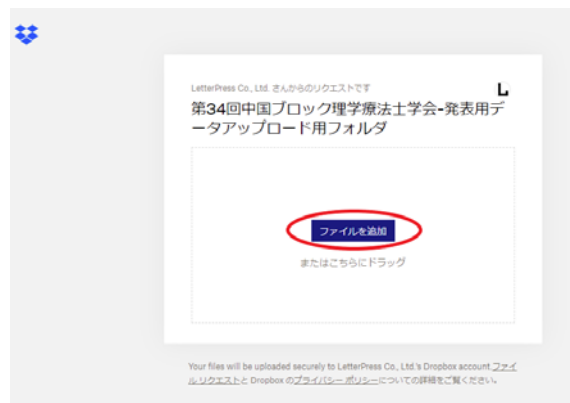 LetterPress Co., Ltd. さんからのリクエストです
L
第34回中国ブロック理学療法士学会-発表用デ
ータアップロード用フォルダ
ファイルを追加
またはこちらにドラッグ
Your files will be uploaded securely to LetterPress Co., Ltd.'s Dropbox account ファイ
ル リクエストと Dropbox のプライバシー ポリシーについての詳細をご覧ください。